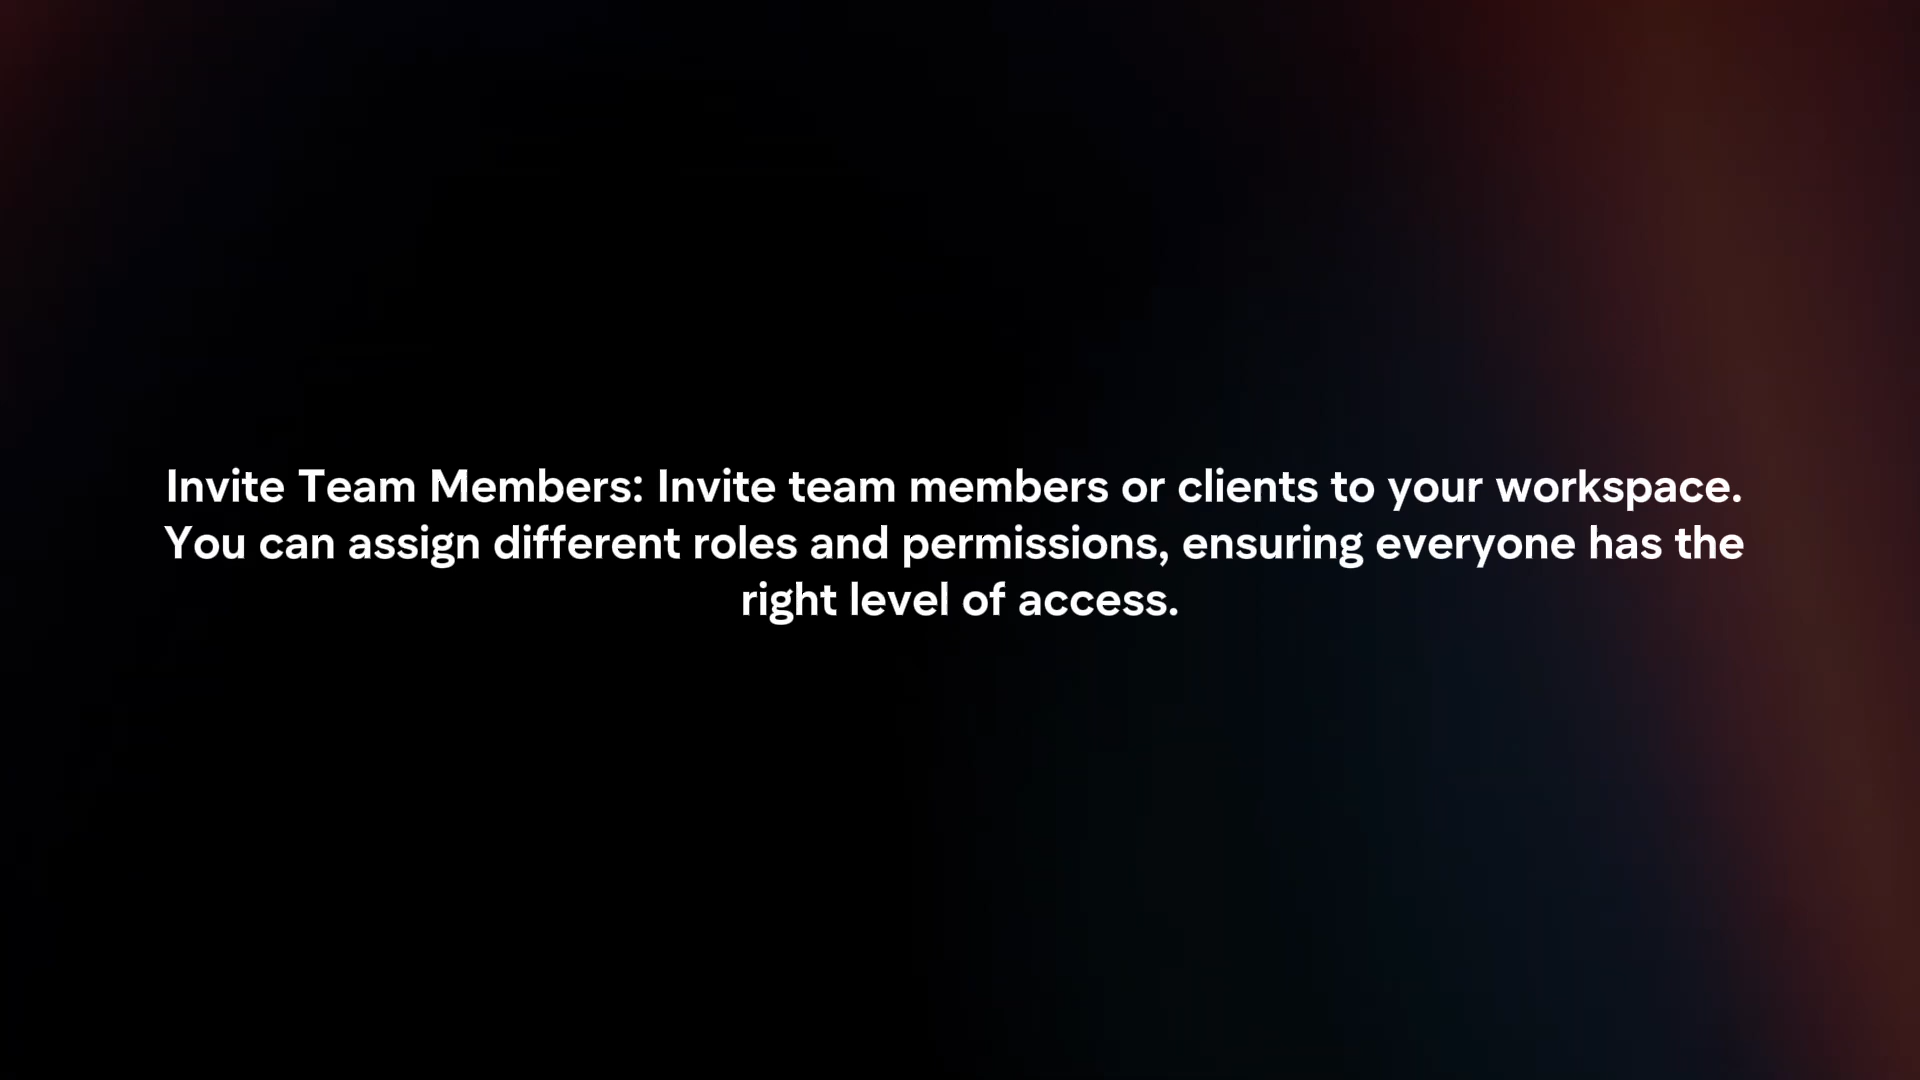 Invite Team Members: Invite team members or clients to your workspace.
You can assign different roles and permissions, ensuring everyone has the
right level of access.